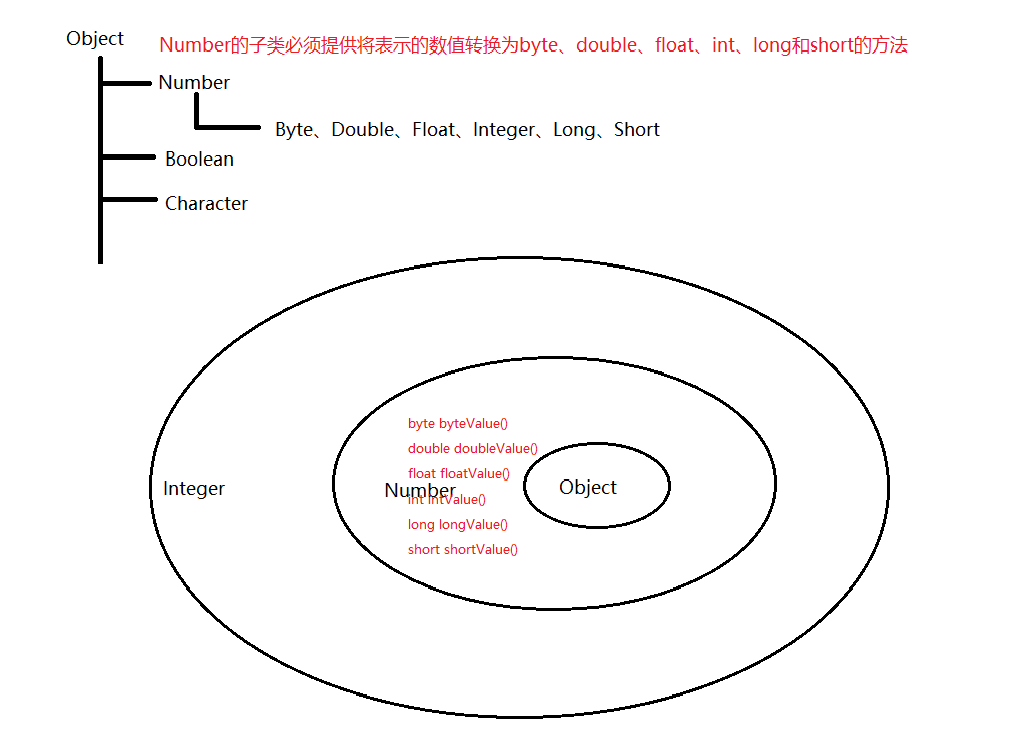 Object
Number的子类必须提供将表示的数值转换为byte、double、float、int、long和short的方法
Number
Byte、Double、Float、Integer、Long、Short
Boolean
Character
byte byteValue()
double doubleValue()
float floatValue()
Integer
Number
Object
int intValue()
long longValue()
short shortValue()